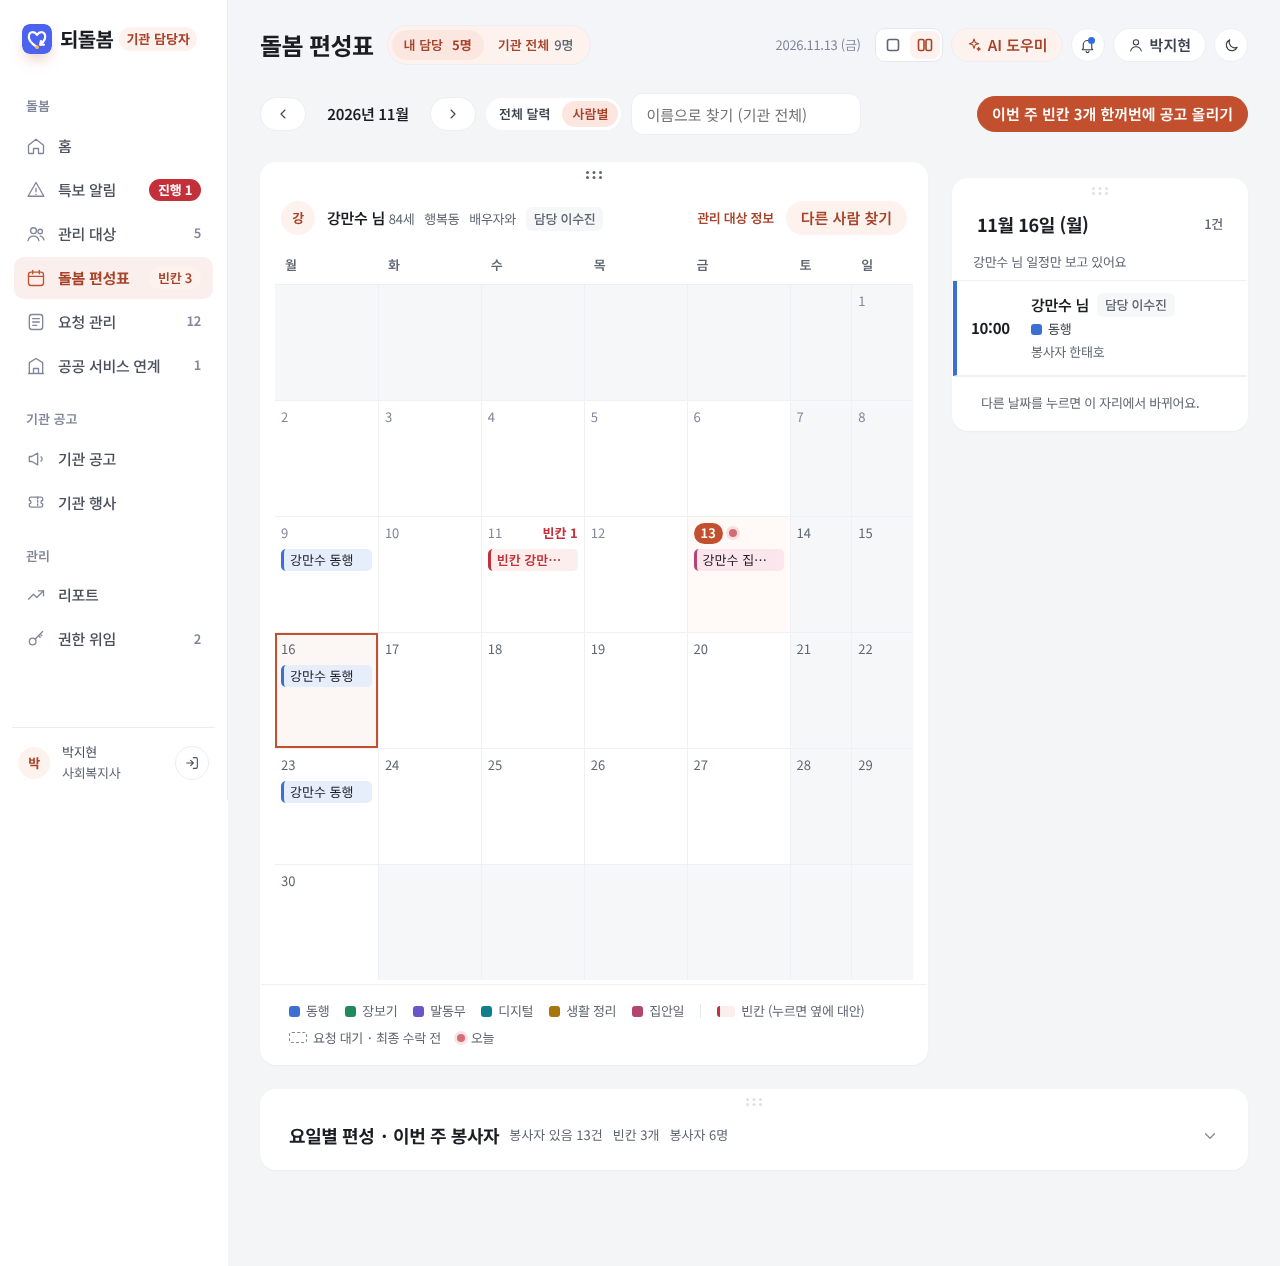 되돌봄 기관 담당자
돌봄
홈
특보 알림 진행 1
관리 대상 5
돌봄 편성표 빈칸 3
요청 관리 12
공공 서비스 연계 1
기관 공고
기관 공고
기관 행사
관리
리포트
권한 위임 2
박 박지현
사회복지사
돌봄 편성표 내 담당 5명 기관 전체 9명
2026.11.13 (금) AI 도우미 박지현
2026년 11월 전체 달력 사람별 이름으로 찾기 (기관 전체)
이번 주 빈칸 3개 한꺼번에 공고 올리기
강 강만수 님 84세 행복동 배우자와 담당 이수진 관리 대상 정보 다른 사람 찾기
월 화 수 목 금 토 일
1
2 3 4 5 6 7 8
9 10 11 빈칸 1 12 13 14 15
강만수 동행 빈칸 강만… 강만수 집…
16 17 18 19 20 21 22
강만수 동행
23 24 25 26 27 28 29
강만수 동행
30
동행 장보기 말동무 디지털 생활 정리 집안일 빈칸 (누르면 옆에 대안)
요청 대기 · 최종 수락 전 오늘
11월 16일 (월) 1건
강만수 님 일정만 보고 있어요
10:00 강만수 님 담당 이수진
동행
봉사자 한태호
다른 날짜를 누르면 이 자리에서 바뀌어요.
요일별 편성 · 이번 주 봉사자 봉사자 있음 13건 빈칸 3개 봉사자 6명